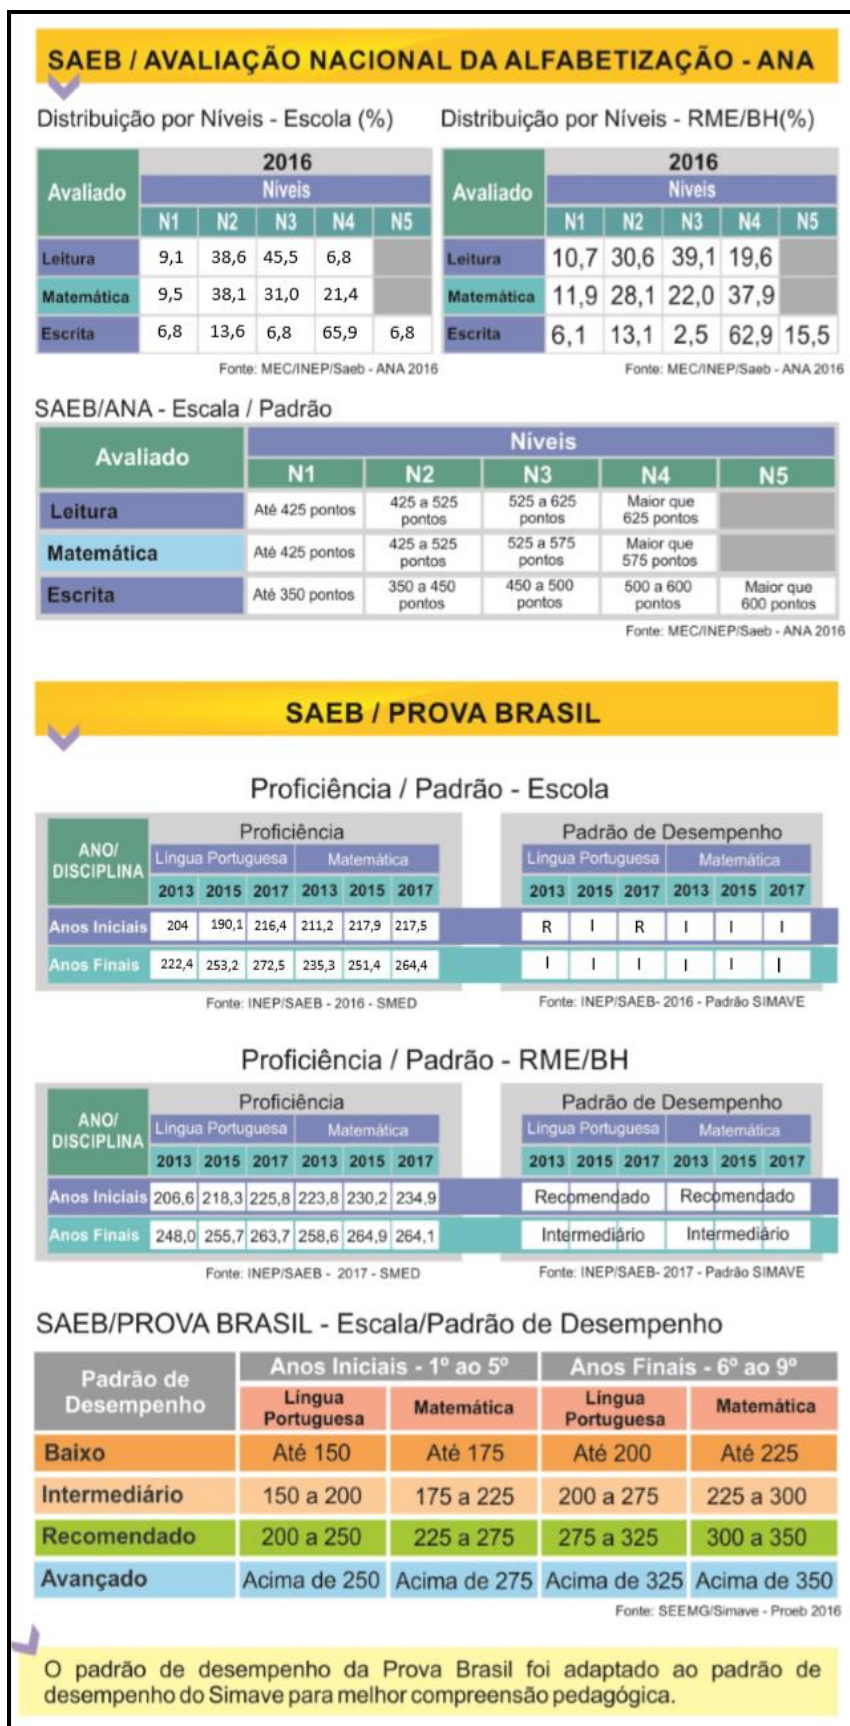 SAEB / AVALIAÇÃO NACIONAL DA ALFABETIZAÇÃO - ANA
Distribuição por Níveis - Escola (%)
Avaliado 2016
Níveis
N1 N2 N3 N4 N5
Leitura 9,1 38,6 45,5 6,8
Matemática 9,5 38,1 31,0 21,4
Escrita 6,8 13,6 6,8 65,9 6,8
Fonte: MEC/INEP/Saeb - ANA 2016
Distribuição por Níveis - RME/BH(%)
Avaliado 2016
Níveis
N1 N2 N3 N4 N5
Leitura 10,7 30,6 39,1 19,6
Matemática 11,9 28,1 22,0 37,9
Escrita 6,1 13,1 2,5 62,9 15,5
Fonte: MEC/INEP/Saeb - ANA 2016
SAEB/ANA - Escala / Padrão
Avaliado Níveis
N1 N2 N3 N4 N5
Leitura Até 425 pontos 425 a 525 pontos 525 a 625 pontos Maior que 625 pontos
Matemática Até 425 pontos 425 a 525 pontos 525 a 575 pontos Maior que 575 pontos
Escrita Até 350 pontos 350 a 450 pontos 450 a 500 pontos 500 a 600 pontos Maior que 600 pontos
Fonte: MEC/INEP/Saeb - ANA 2016
SAEB / PROVA BRASIL
Proficiência / Padrão - Escola
ANO/ DISCIPLINA Proficiência Padrão de Desempenho
Língua Portuguesa Matemática Língua Portuguesa Matemática
2013 2015 2017 2013 2015 2017 2013 2015 2017 2013 2015 2017
Anos Iniciais 204 190,1 216,4 211,2 217,9 217,5 R I R I I I
Anos Finais 222,4 253,2 272,5 235,3 251,4 264,4 I I I I I I
Fonte: INEP/SAEB - 2016 - SMED Fonte: INEP/SAEB- 2016 - Padrão SIMAVE
Proficiência / Padrão - RME/BH
ANO/ DISCIPLINA Proficiência Padrão de Desempenho
Língua Portuguesa Matemática Língua Portuguesa Matemática
2013 2015 2017 2013 2015 2017 2013 2015 2017 2013 2015 2017
Anos Iniciais 206,6 218,3 225,8 223,8 230,2 234,9 Recomendado Recomendado
Anos Finais 248,0 255,7 263,7 258,6 264,9 264,1 Intermediário Intermediário
Fonte: INEP/SAEB - 2017 - SMED Fonte: INEP/SAEB- 2017 - Padrão SIMAVE
SAEB/PROVA BRASIL - Escala/Padrão de Desempenho
Padrão de Desempenho Anos Iniciais - 1º ao 5º Anos Finais - 6º ao 9º
Língua Portuguesa Matemática Língua Portuguesa Matemática
Baixo Até 150 Até 175 Até 200 Até 225
Intermediário 150 a 200 175 a 225 200 a 275 225 a 300
Recomendado 200 a 250 225 a 275 275 a 325 300 a 350
Avançado Acima de 250 Acima de 275 Acima de 325 Acima de 350
Fonte: SEEMG/Simave - Proeb 2016
O padrão de desempenho da Prova Brasil foi adaptado ao padrão de
desempenho do Simave para melhor compreensão pedagógica.